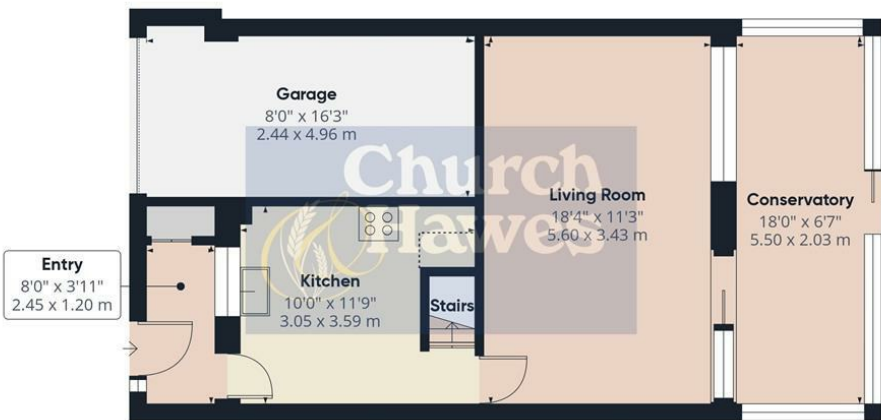 Garage
8'0" x 16'3"
2.44 x 4.96 m
Church
Hawes
Living Room
18'4" x 11'3"
5.60 x 3.43 m
Conservatory
18'0" x 6'7"
5.50 x 2.03 m
Entry
8'0" x 3'11"
2.45 x 1.20 m
Kitchen
10'0" x 11'9"
3.05 x 3.59 m
Stairs